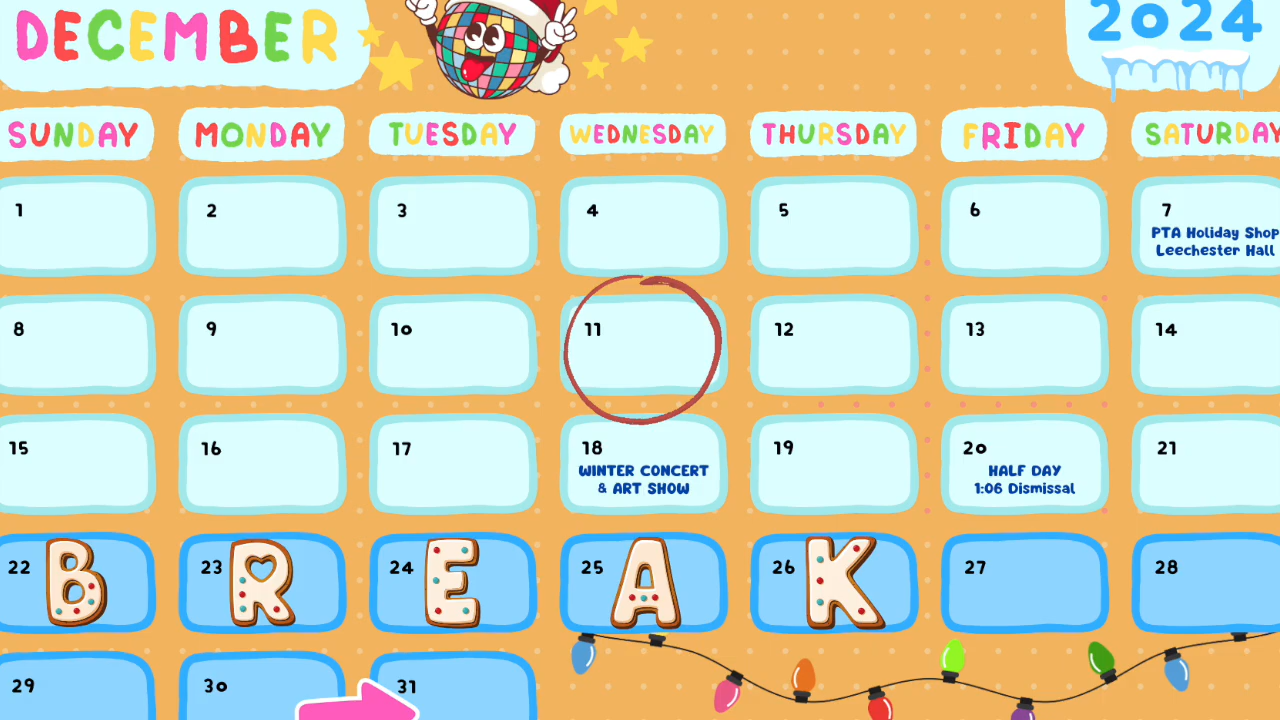 DECEMBER
2024
SUNDAY MONDAY TUESDAY WEDNESDAY THURSDAY FRIDAY SATURDAY
1 2 3 4 5 6 7
PTA Holiday Shop
Leechester Hall
8 9 10 11 12 13 14
15 16 17 18 19 20 21
WINTER CONCERT HALF DAY
& ART SHOW 1:06 Dismissal
22 B 23 R 24 E 25 A 26 K 27 28
29 30 31